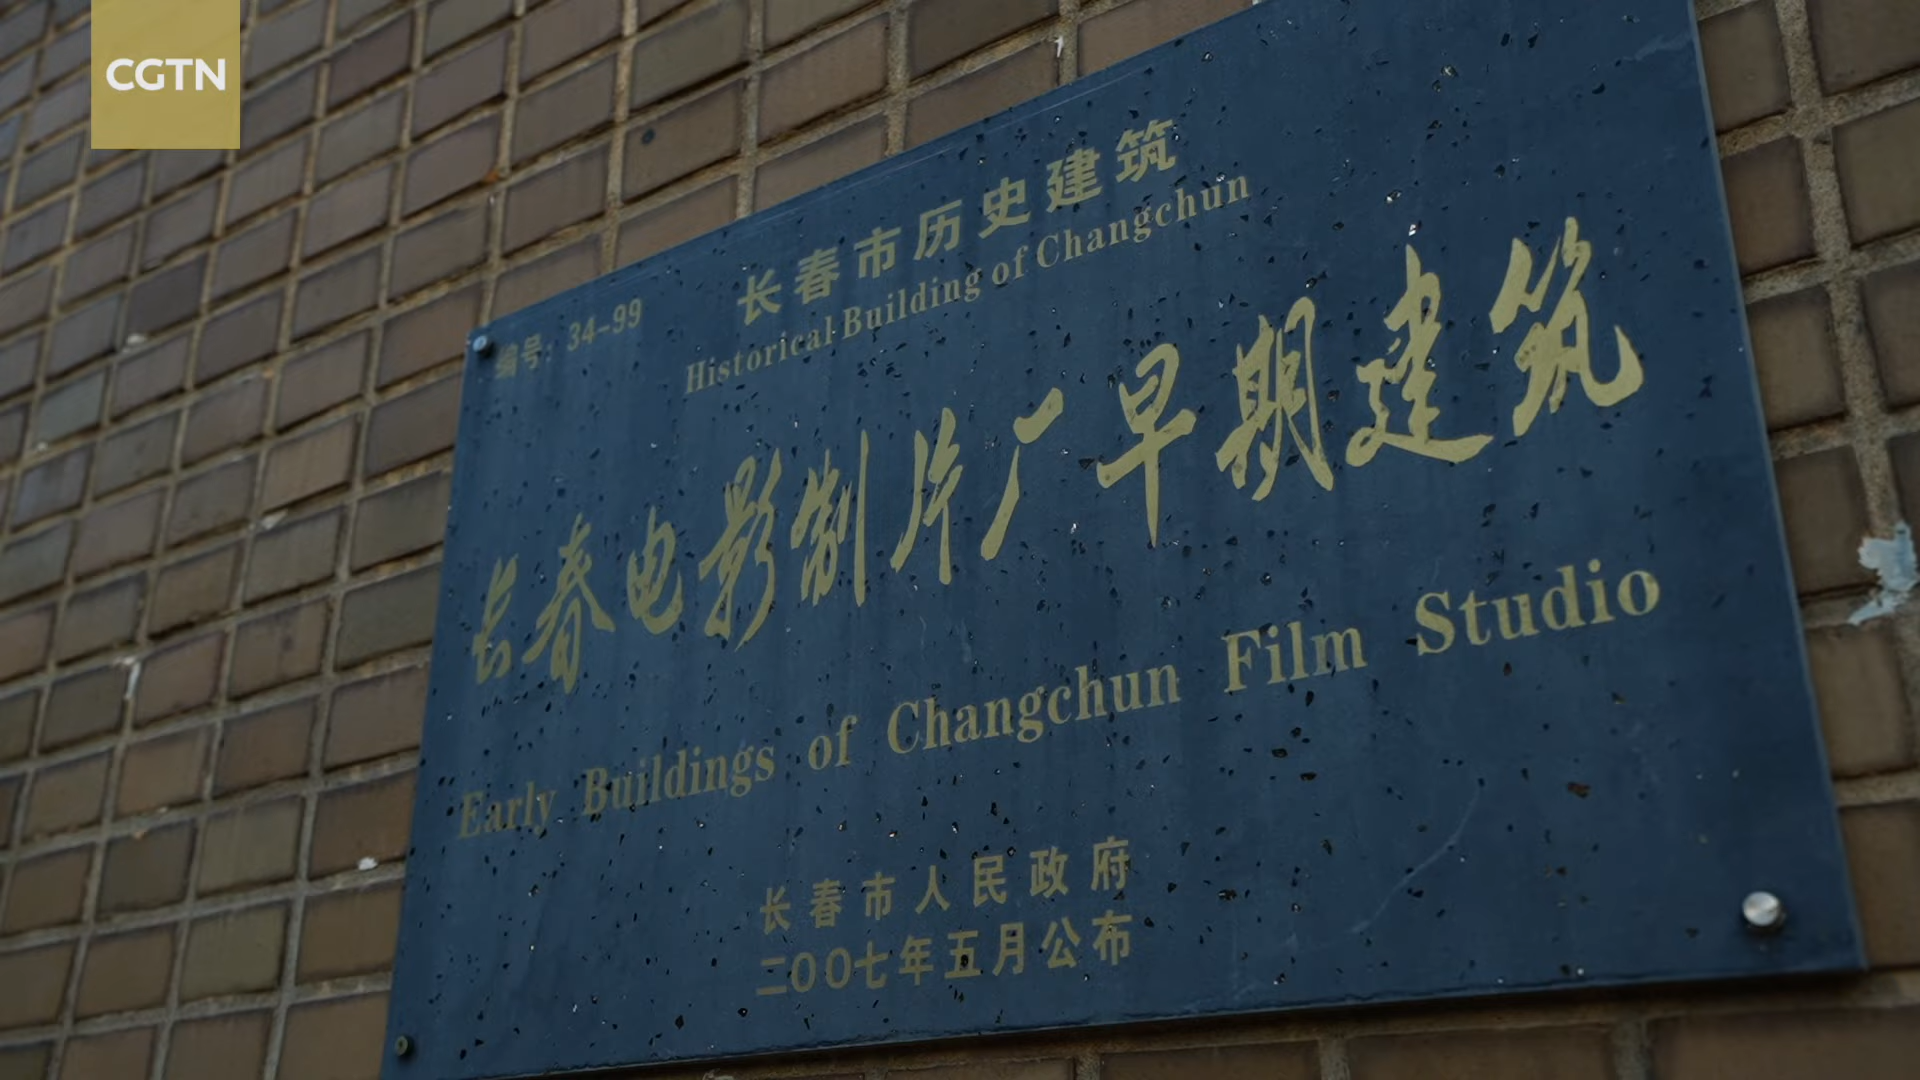 CGTN
编号：34-99
长春市历史建筑
Historical Building of Changchun
长春电影制片厂早期建筑
Early Buildings of Changchun Film Studio
长春市人民政府
二〇〇七年五月公布